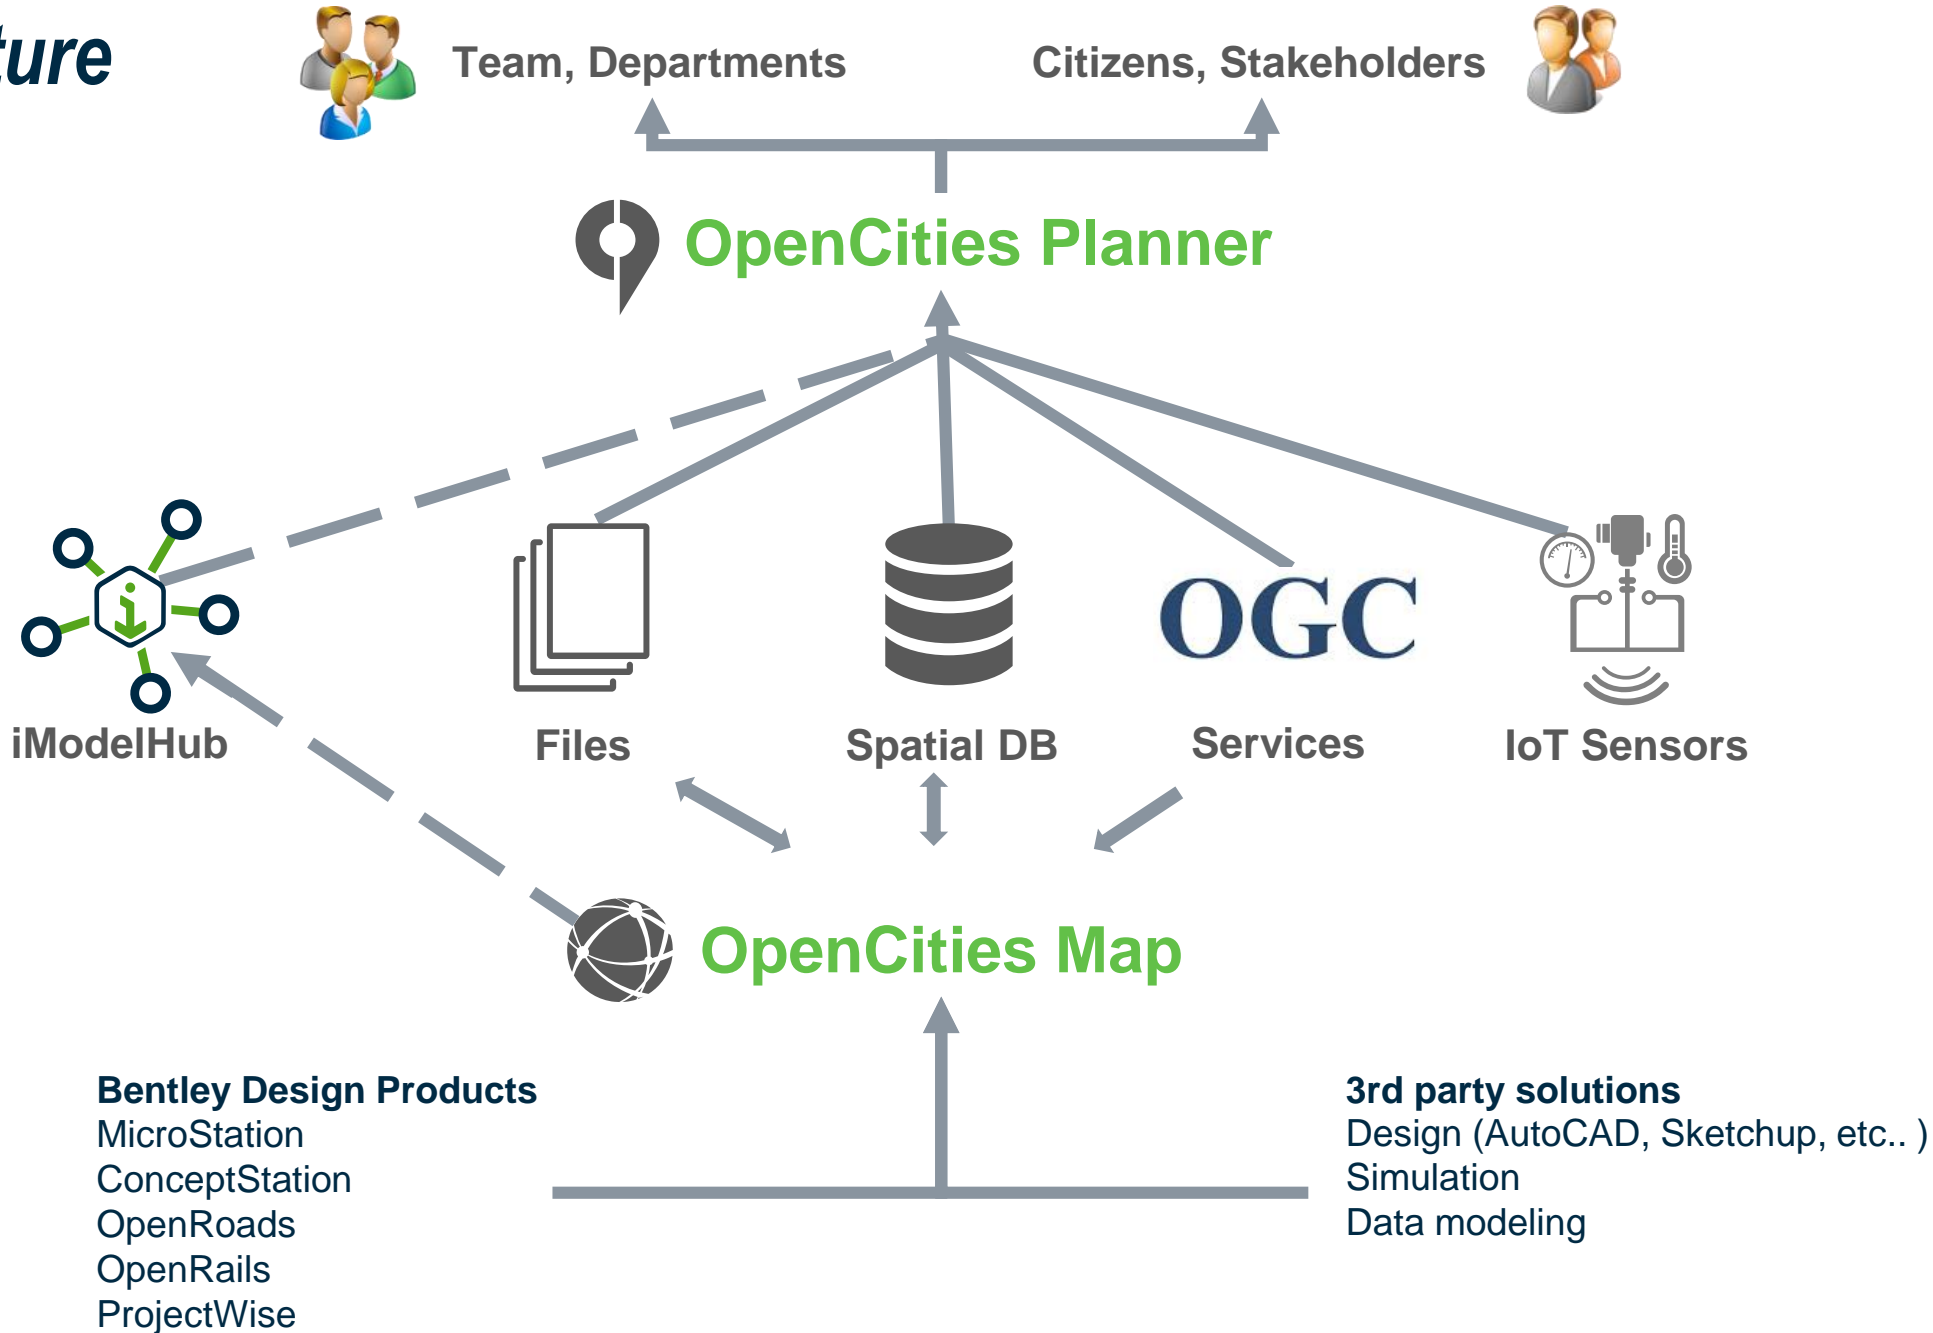 ture
Team, Departments
Citizens, Stakeholders
OpenCities Planner
OGC
iModelHub
Files
Spatial DB
Services
IoT Sensors
OpenCities Map
Bentley Design Products
MicroStation
ConceptStation
OpenRoads
OpenRails
ProjectWise
3rd party solutions
Design (AutoCAD, Sketchup, etc.. )
Simulation
Data modeling